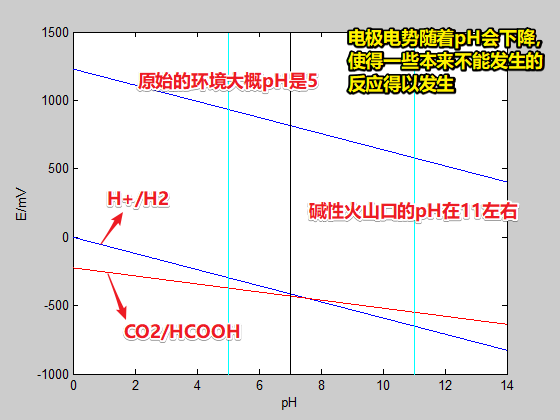 电极电势随着pH会下降,
使得一些本来不能发生的
反应得以发生
原始的环境大概pH是5
H+/H2
碱性火山口的pH在11左右
CO2/HCOOH
E/mV
1500
1000
500
0
-500
-1000
0
2
4
6
8
10
12
14
pH